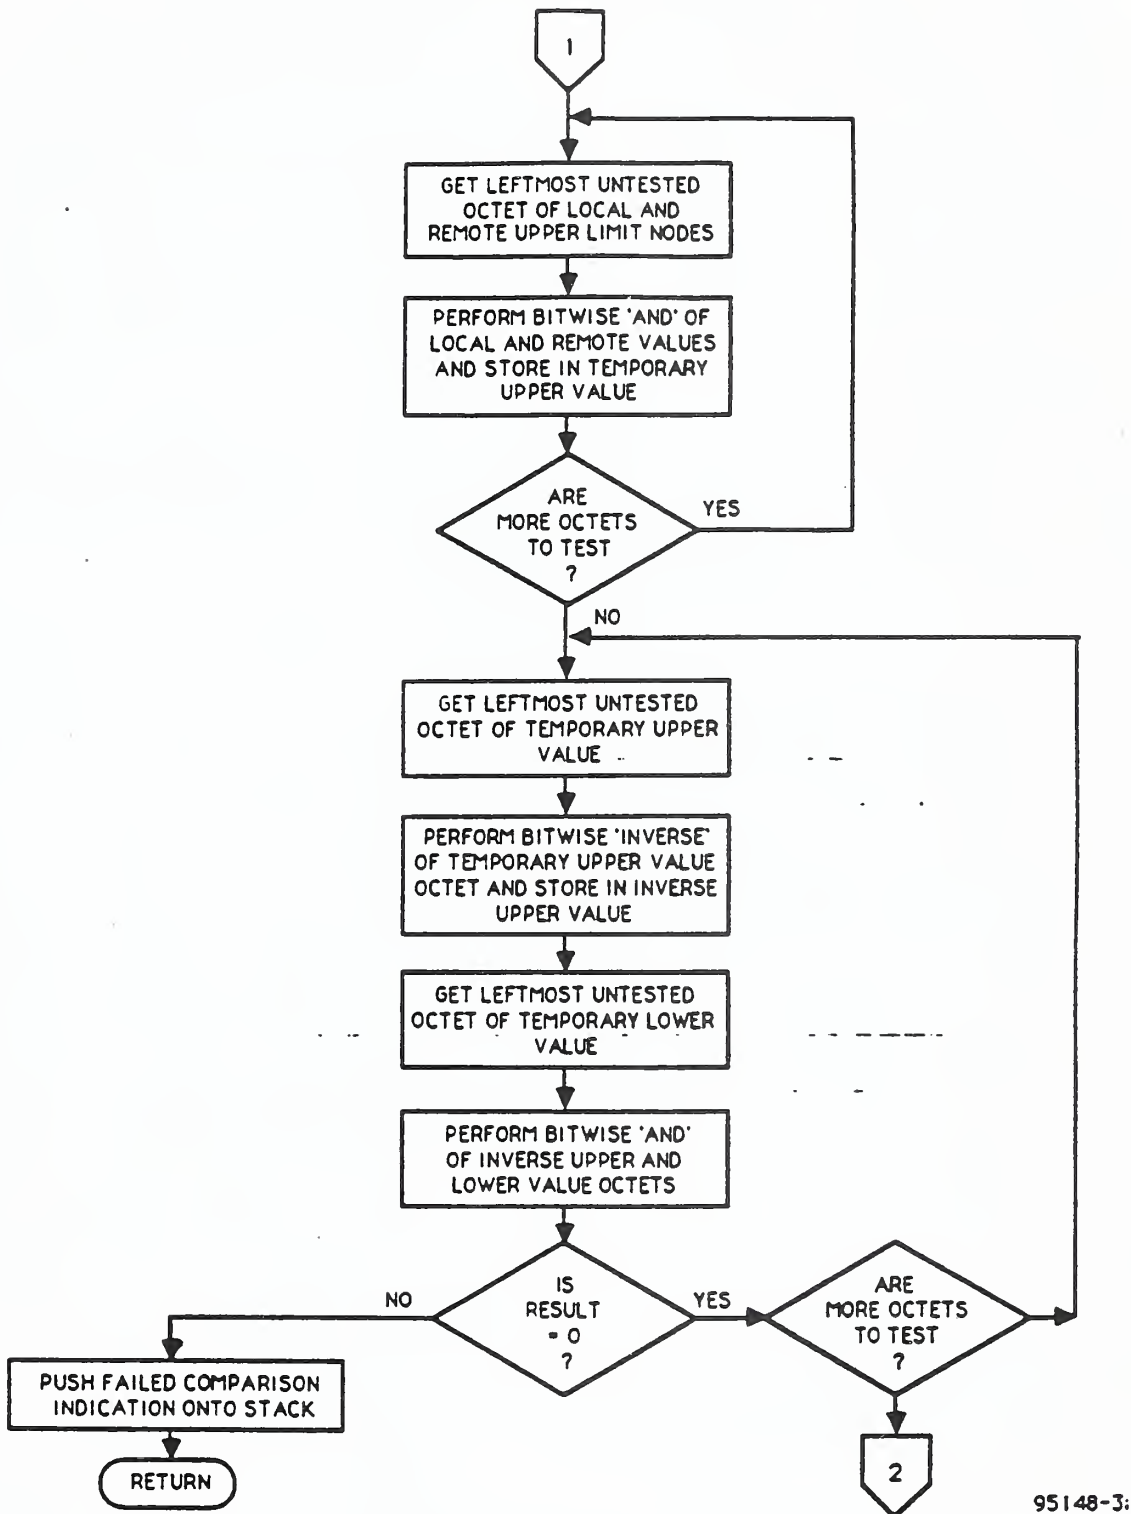 1
GET LEFTMOST UNTESTED
OCTET OF LOCAL AND
REMOTE UPPER LIMIT NODES
PERFORM BITWISE 'AND' OF
LOCAL AND REMOTE VALUES
AND STORE IN TEMPORARY
UPPER VALUE
ARE
MORE OCTETS
TO TEST
?
YES
NO
GET LEFTMOST UNTESTED
OCTET OF TEMPORARY UPPER
VALUE
PERFORM BITWISE 'INVERSE'
OF TEMPORARY UPPER VALUE
OCTET AND STORE IN INVERSE
UPPER VALUE
GET LEFTMOST UNTESTED
OCTET OF TEMPORARY LOWER
VALUE
PERFORM BITWISE 'AND'
OF INVERSE UPPER AND
LOWER VALUE OCTETS
IS
RESULT
= 0
?
NO
YES
ARE
MORE OCTETS
TO TEST
?
PUSH FAILED COMPARISON
INDICATION ONTO STACK
RETURN
2
95148-3